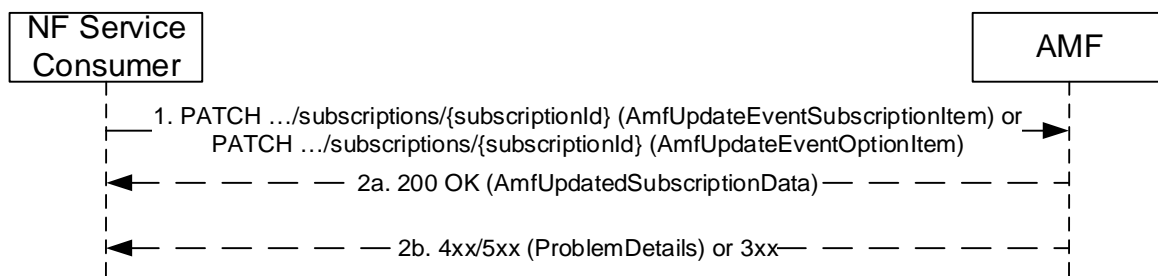 NF Service
Consumer
AMF
1. PATCH …/subscriptions/{subscriptionId} (AmfUpdateEventSubscriptionItem) or
PATCH …/subscriptions/{subscriptionId} (AmfUpdateEventOptionItem)
2a. 200 OK (AmfUpdatedSubscriptionData)
2b. 4xx/5xx (ProblemDetails) or 3xx